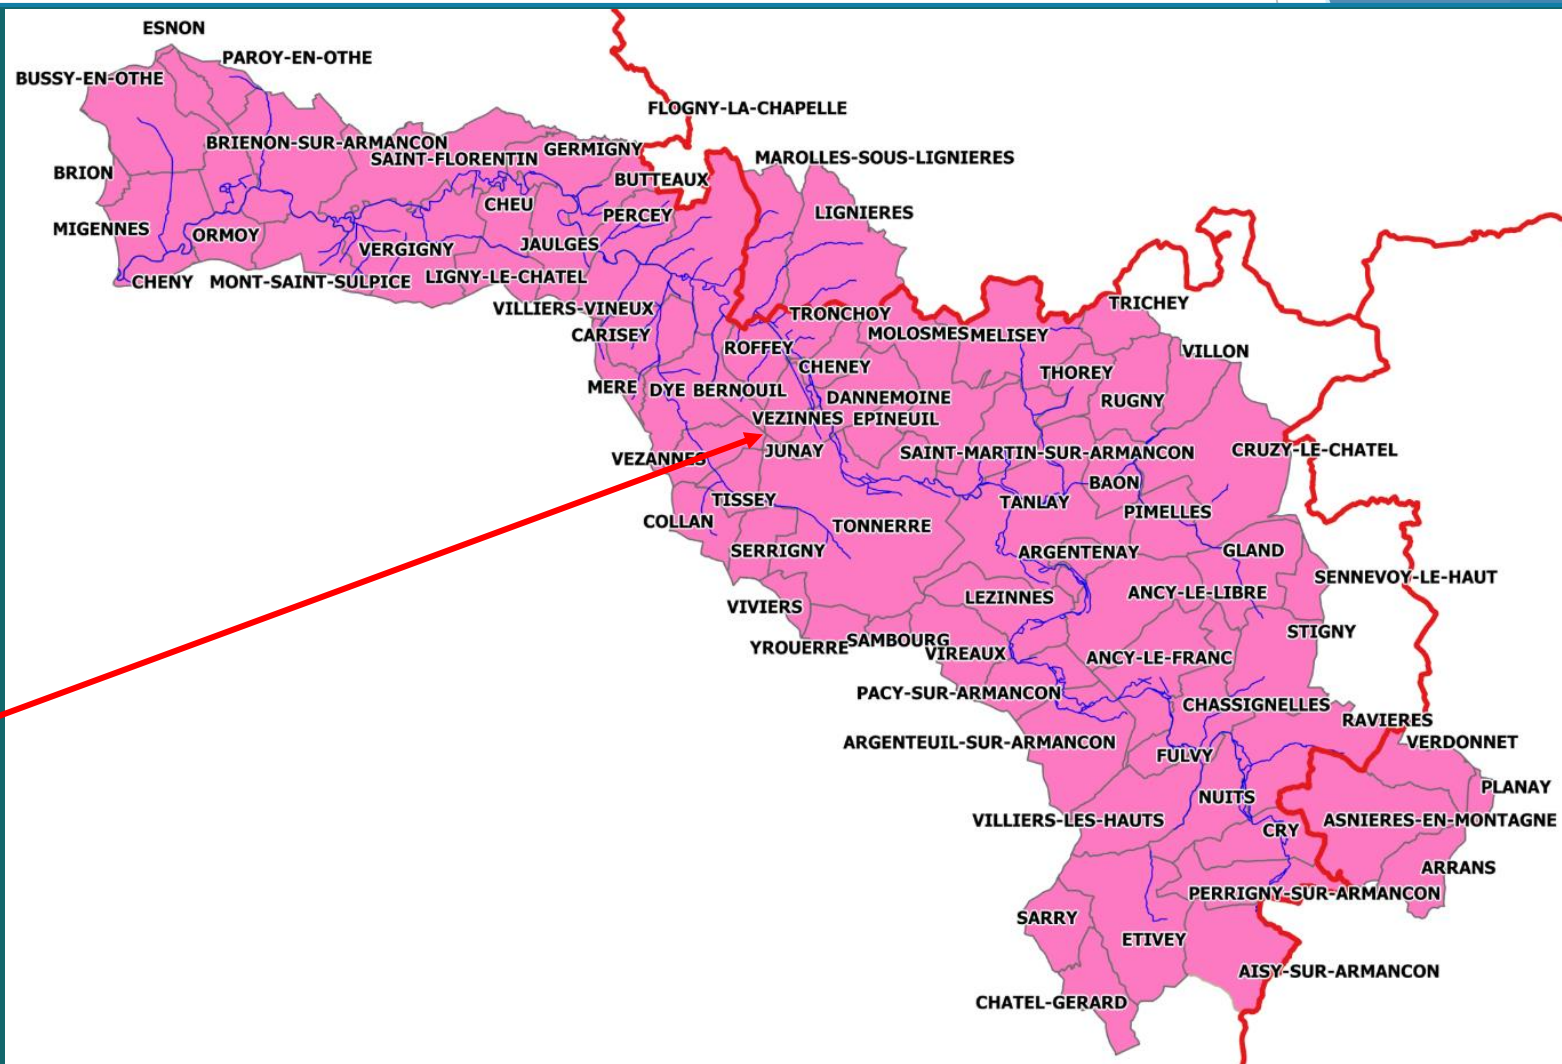 ESNON
PAROY-EN-OTHE
BUSSY-EN-OTHE
FLOGNY-LA-CHAPELLE
BRIENON-SUR-ARMANCON
GERMIGNY
SAINT-FLORENTIN
MAROLLES-SOUS-LIGNIERES
BRION
BUTTEAUX
CHEU
PERCEY
LIGNIERES
MIGENNES
ORMOY
VERGIGNY
JAULGES
CHENY
MONT-SAINT-SULPICE
LIGNY-LE-CHATEL
VILLIERS-VINEUX
TRONCHOY
TRICHEY
CARISEY
MOLOSMES
MELISEY
ROFFEY
VILLON
CHENEY
THOREY
MERE
DYE
BERNOUIL
DANNEMOINE
RUGNY
VEZINNES
EPINEUIL
VEZANNES
JUNAY
SAINT-MARTIN-SUR-ARMANCON
CRUZY-LE-CHATEL
BAON
TISSEY
TANLAY
PIMELLES
COLLAN
TONNERRE
SERRIGNY
ARGENTENAY
GLAND
SENNEVOY-LE-HAUT
LEZINNES
ANCY-LE-LIBRE
VIVIERS
STIGNY
YROUERRE
SAMBOURG
VIREAUX
ANCY-LE-FRANC
PACY-SUR-ARMANCON
CHASSIGNELLES
RAVIERES
ARGENTEUIL-SUR-ARMANCON
VERDONNET
FULVY
PLANAY
NUITS
VILLIERS-LES-HAUTS
CRY
ASNIERES-EN-MONTAGNE
ARRANS
PERRIGNY-SUR-ARMANCON
SARRY
ETIVEY
AISY-SUR-ARMANCON
CHATEL-GERARD